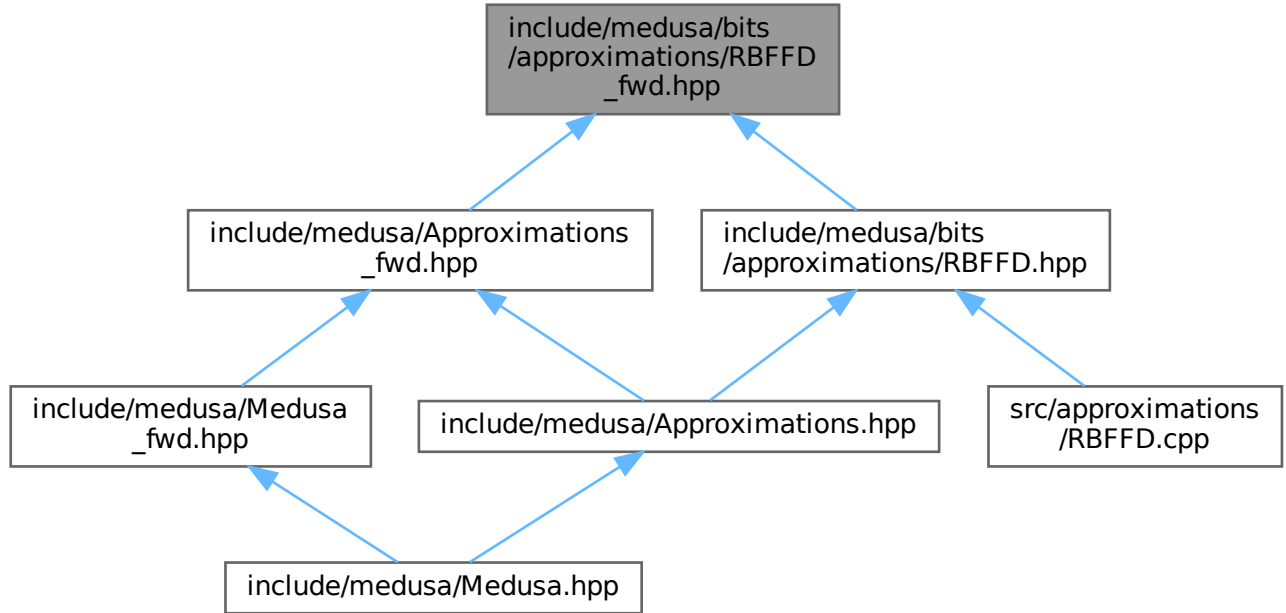 include/medusa/bits
/approximations/RBFFD
_fwd.hpp
include/medusa/Approximations
_fwd.hpp
include/medusa/bits
/approximations/RBFFD.hpp
include/medusa/Medusa
_fwd.hpp
include/medusa/Approximations.hpp
src/approximations
/RBFFD.cpp
include/medusa/Medusa.hpp